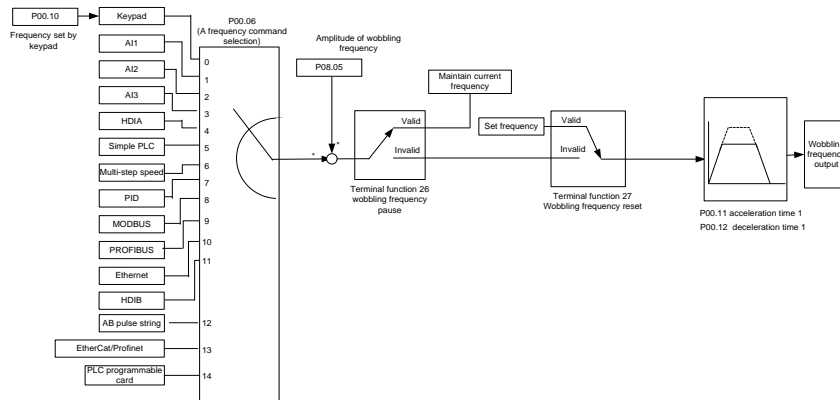 P00.10
Frequency set by
keypad
Keypad
AI1
AI2
AI3
HDIA
Simple PLC
Multi-step speed
PID
MODBUS
PROFIBUS
Ethernet
HDIB
AB pulse string
EtherCat/Profinet
PLC programmable
card
P00.06
(A frequency command
selection)
0
1
2
3
4
5
6
7
8
9
10
11
12
13
14
Amplitude of wobbling
frequency
P08.05
*
*
Valid
Invalid
Terminal function 26
wobbling frequency
pause
Maintain current
frequency
Set frequency
Valid
Invalid
Terminal function 27
Wobbling frequency reset
P00.11 acceleration time 1
P00.12 deceleration time 1
output